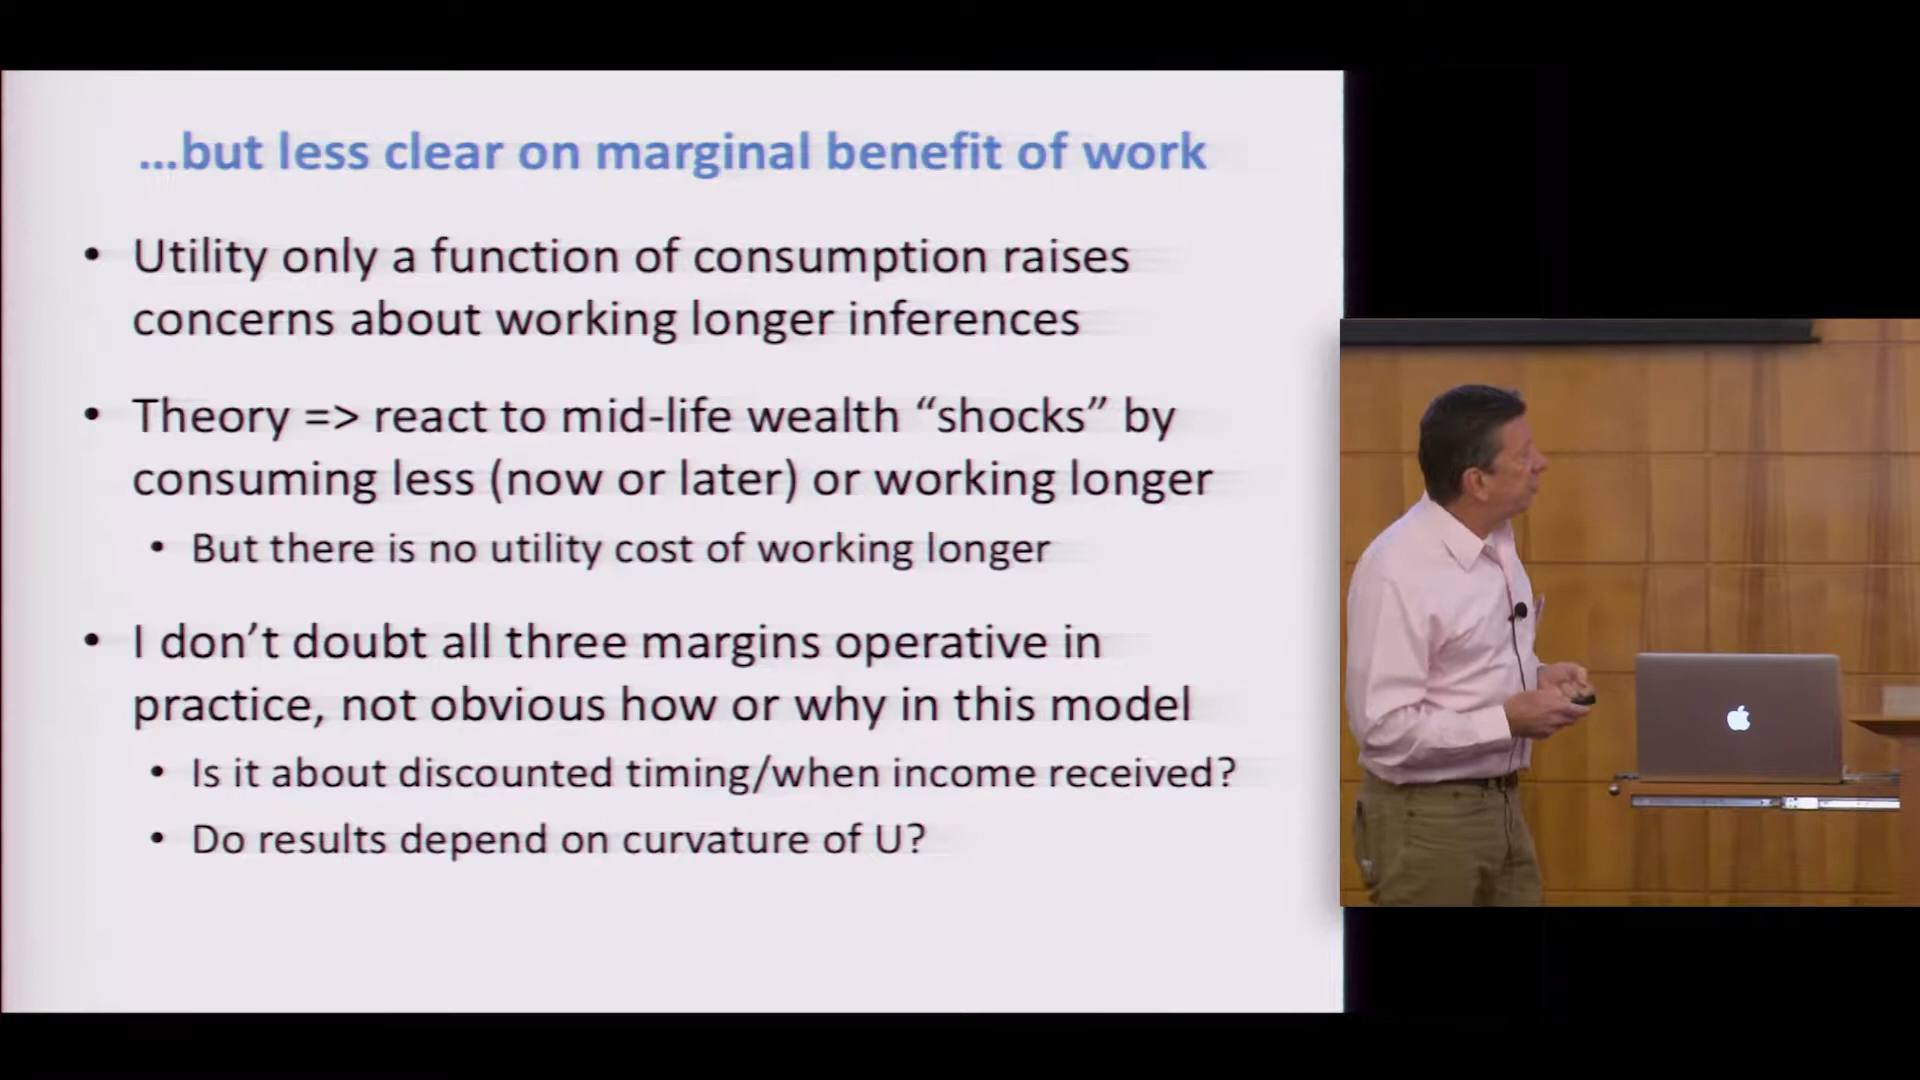 ...but less clear on marginal benefit of work
• Utility only a function of consumption raises
concerns about working longer inferences
• Theory => react to mid-life wealth “shocks” by
consuming less (now or later) or working longer
• But there is no utility cost of working longer
• I don’t doubt all three margins operative in
practice, not obvious how or why in this model
• Is it about discounted timing/when income received?
• Do results depend on curvature of U?